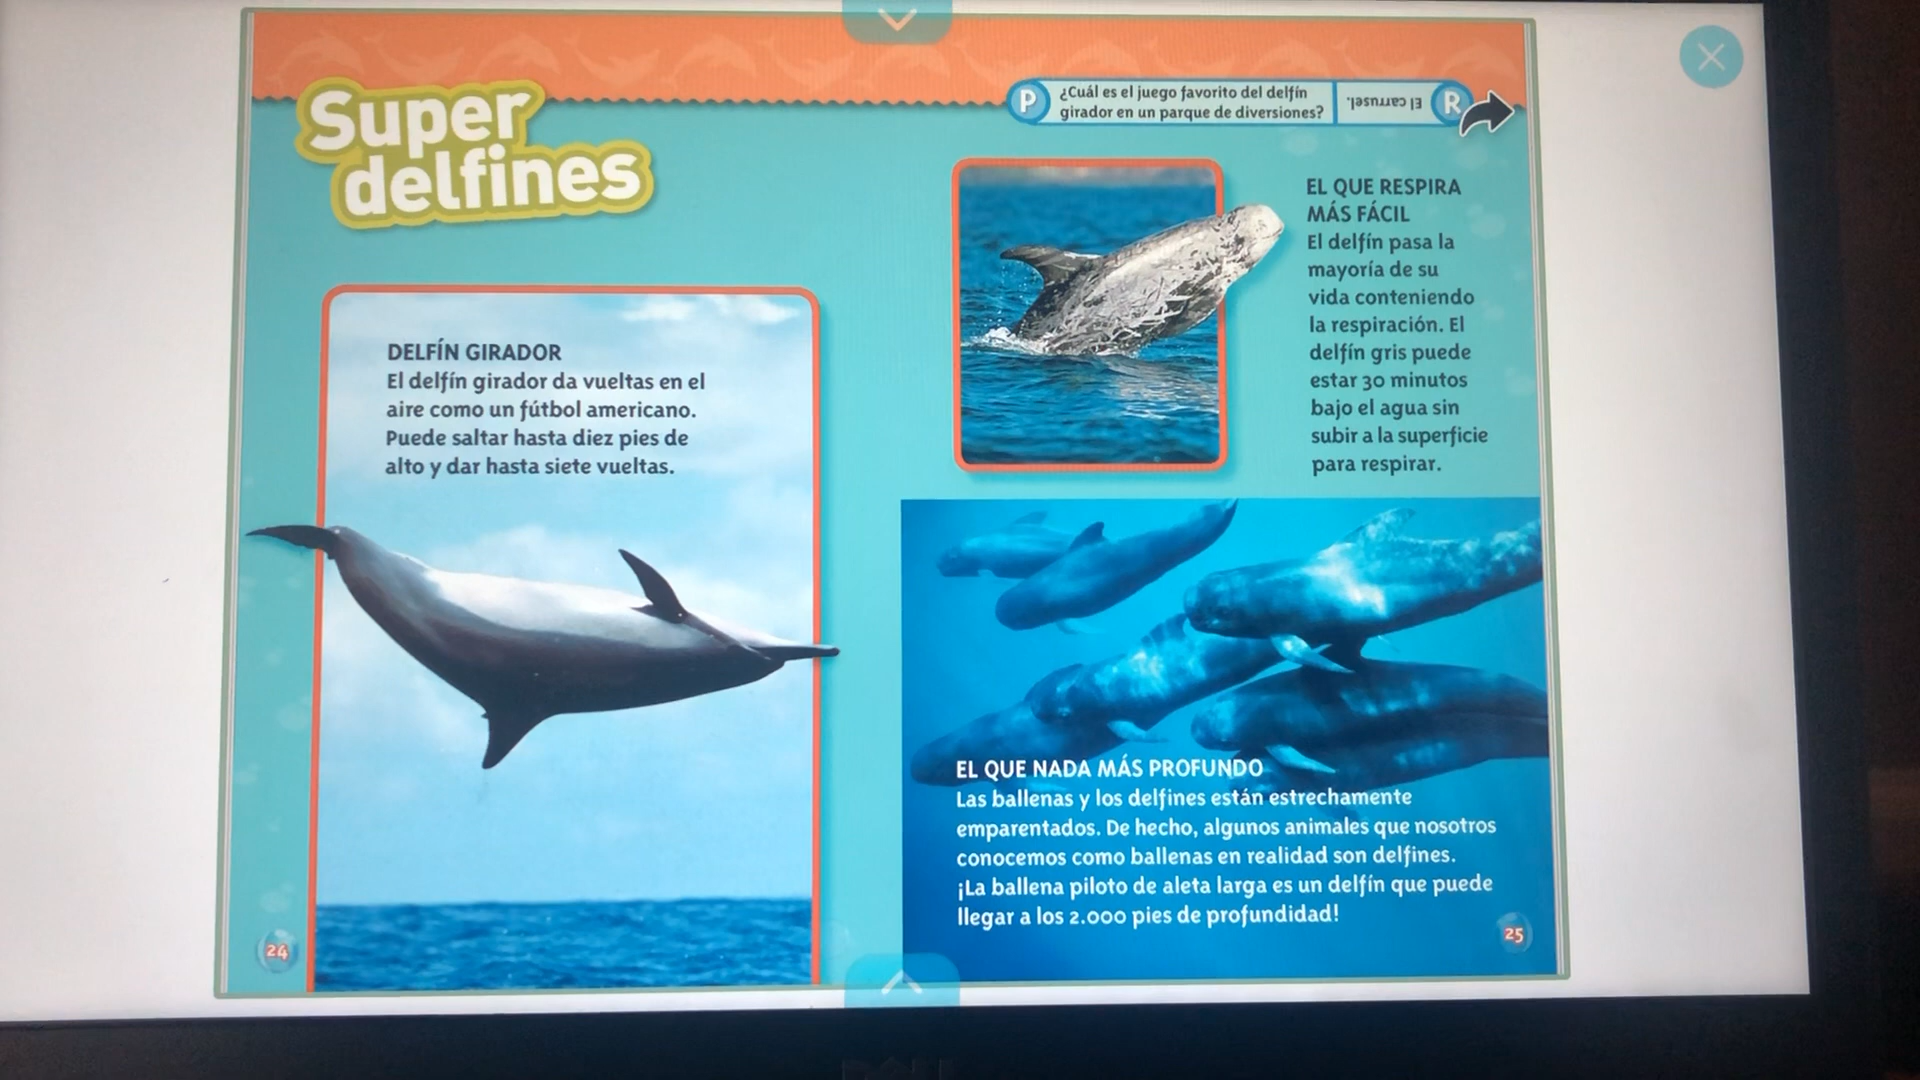 Super
delfines
P
¿Cuál es el juego favorito del delfín
girador en un parque de diversiones?
El carrusel.
R
DELFÍN GIRADOR
El delfín girador da vueltas en el
aire como un fútbol americano.
Puede saltar hasta diez pies de
alto y dar hasta siete vueltas.
24
EL QUE RESPIRA
MÁS FÁCIL
El delfín pasa la
mayoría de su
vida conteniendo
la respiración. El
delfín gris puede
estar 30 minutos
bajo el agua sin
subir a la superficie
para respirar.
EL QUE NADA MÁS PROFUNDO
Las ballenas y los delfines están estrechamente
emparentados. De hecho, algunos animales que nosotros
conocemos como ballenas en realidad son delfines.
¡La ballena piloto de aleta larga es un delfín que puede
llegar a los 2.000 pies de profundidad!
25